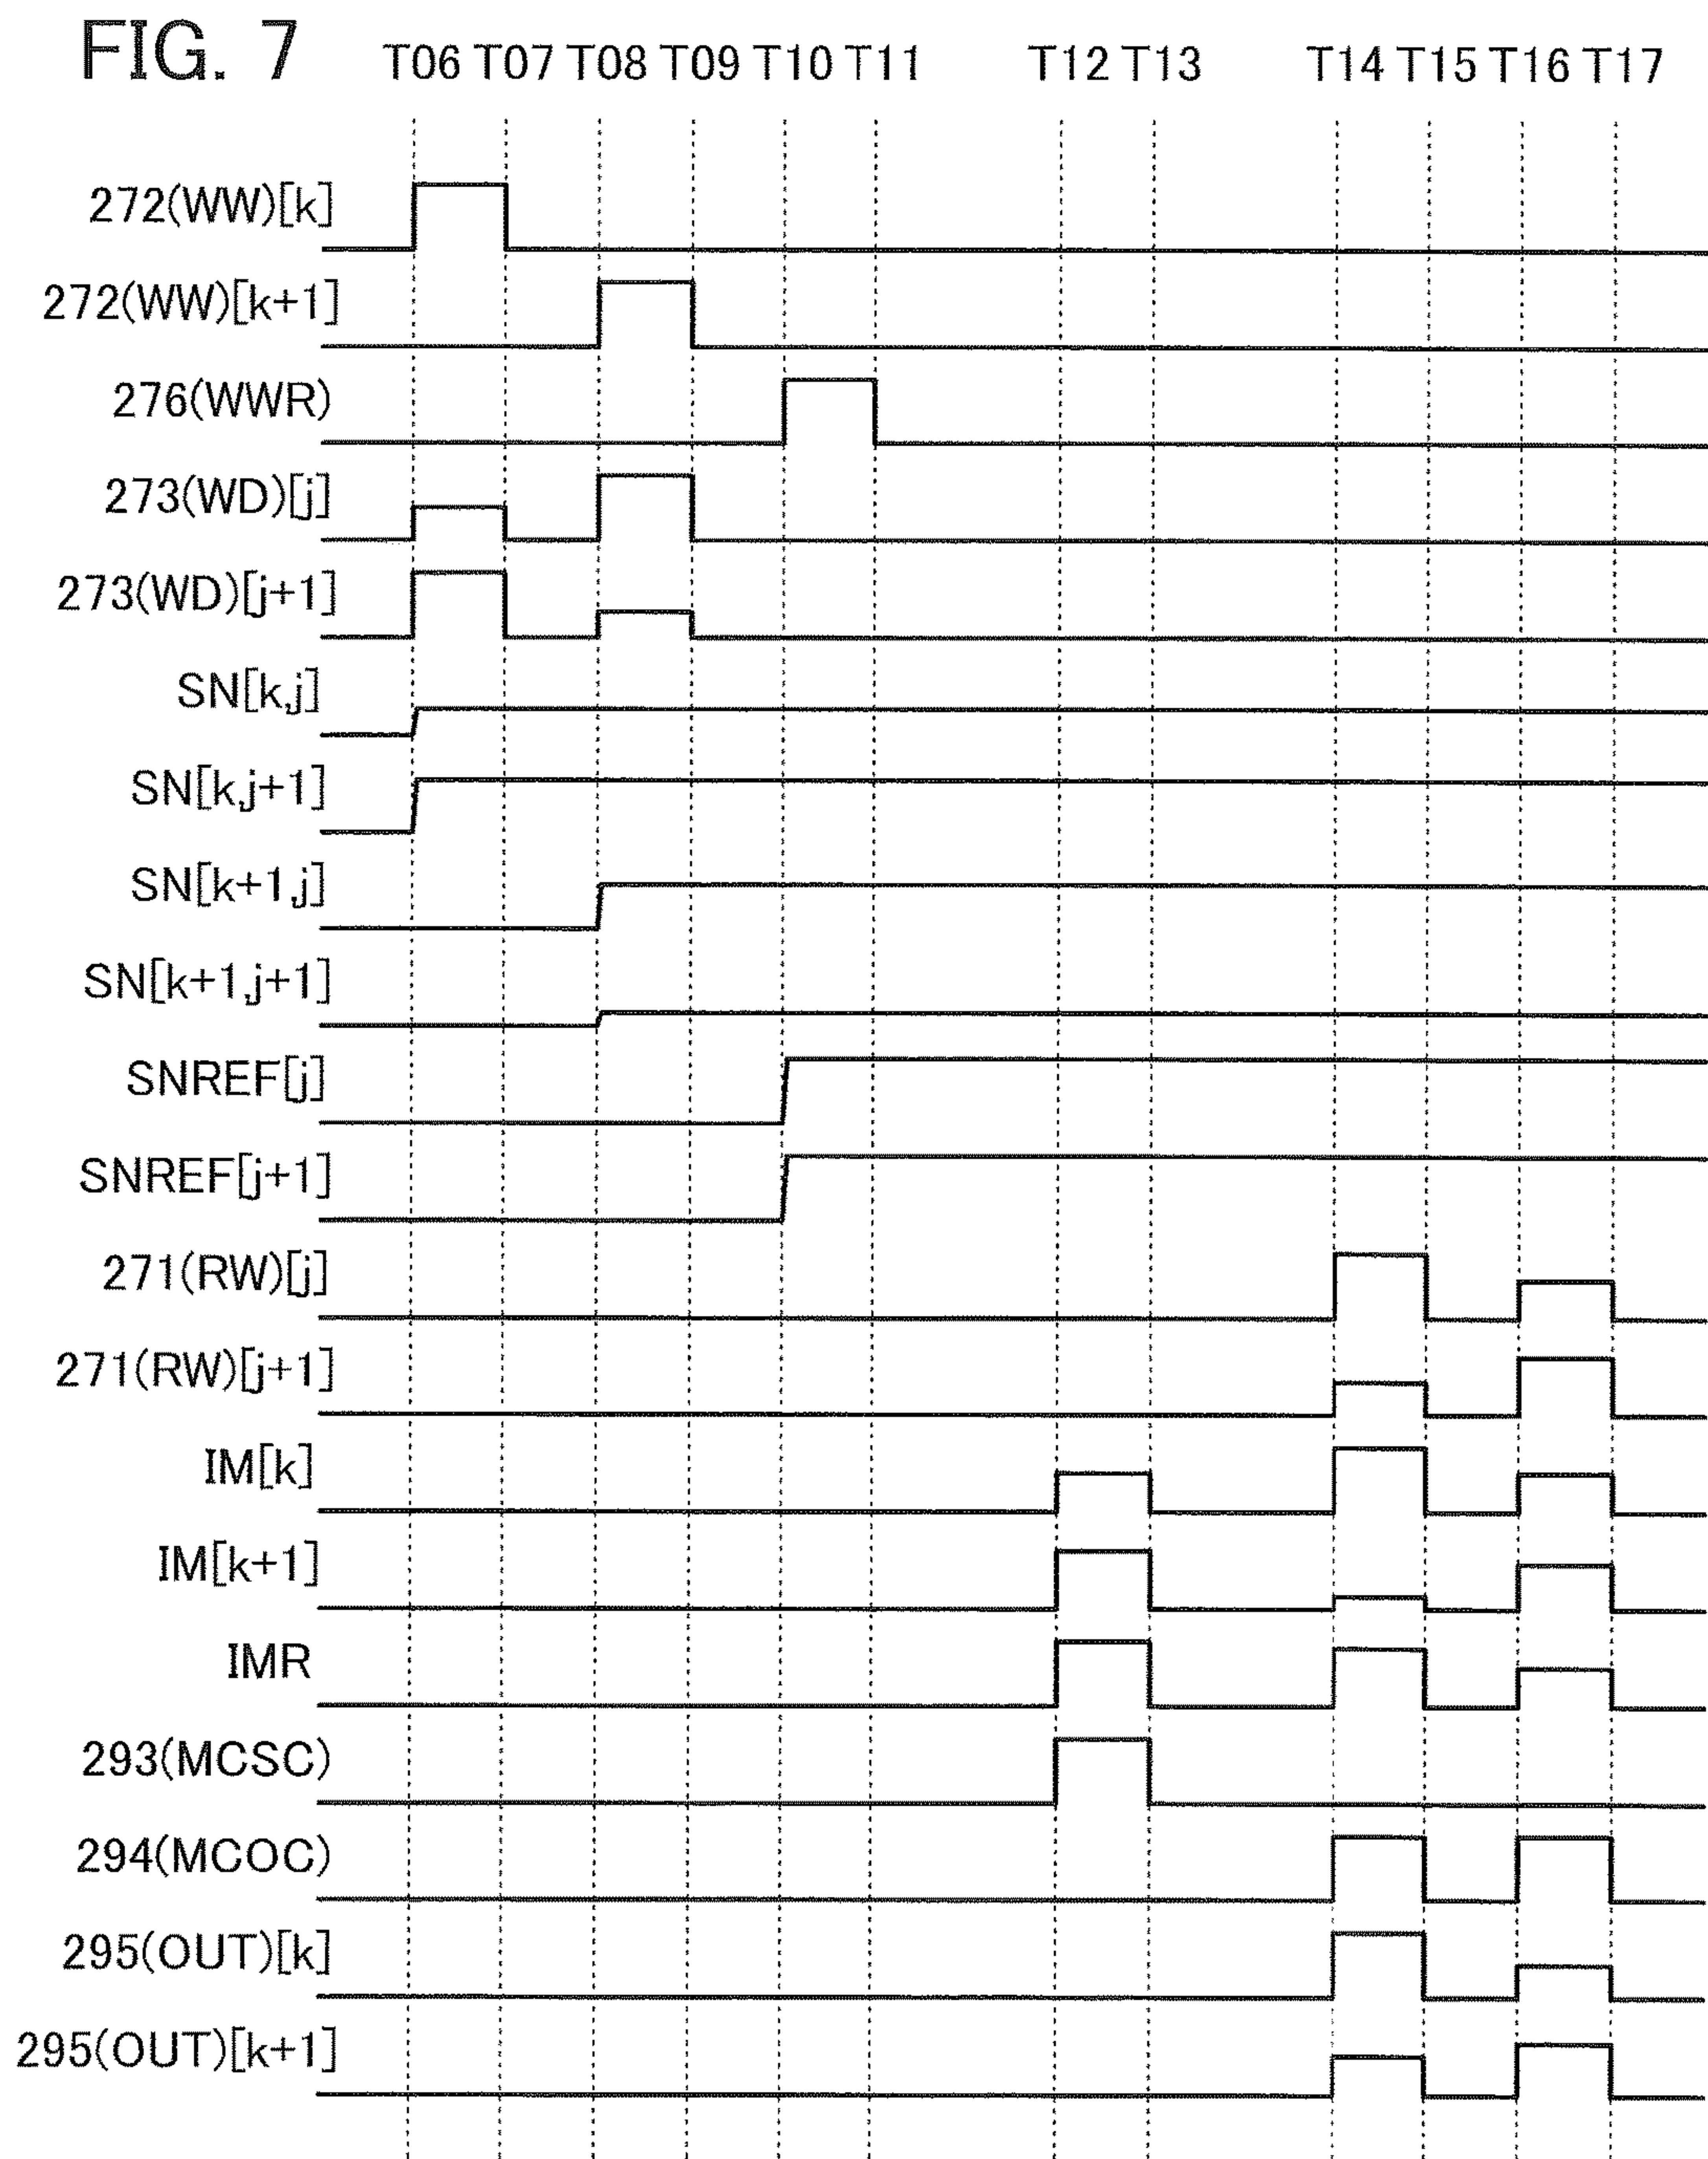 FIG. 7
T06 T07 T08 T09 T10 T11 T12 T13 T14 T15 T16 T17
272(WW)[k]
272(WW)[k+1]
276(WWR)
273(WD)[j]
273(WD)[j+1]
SN[k,j]
SN[k,j+1]
SN[k+1,j]
SN[k+1,j+1]
SNREF[j]
SNREF[j+1]
271(RW)[j]
271(RW)[j+1]
IM[k]
IM[k+1]
IMR
293(MCSC)
294(MCOC)
295(OUT)[k]
295(OUT)[k+1]